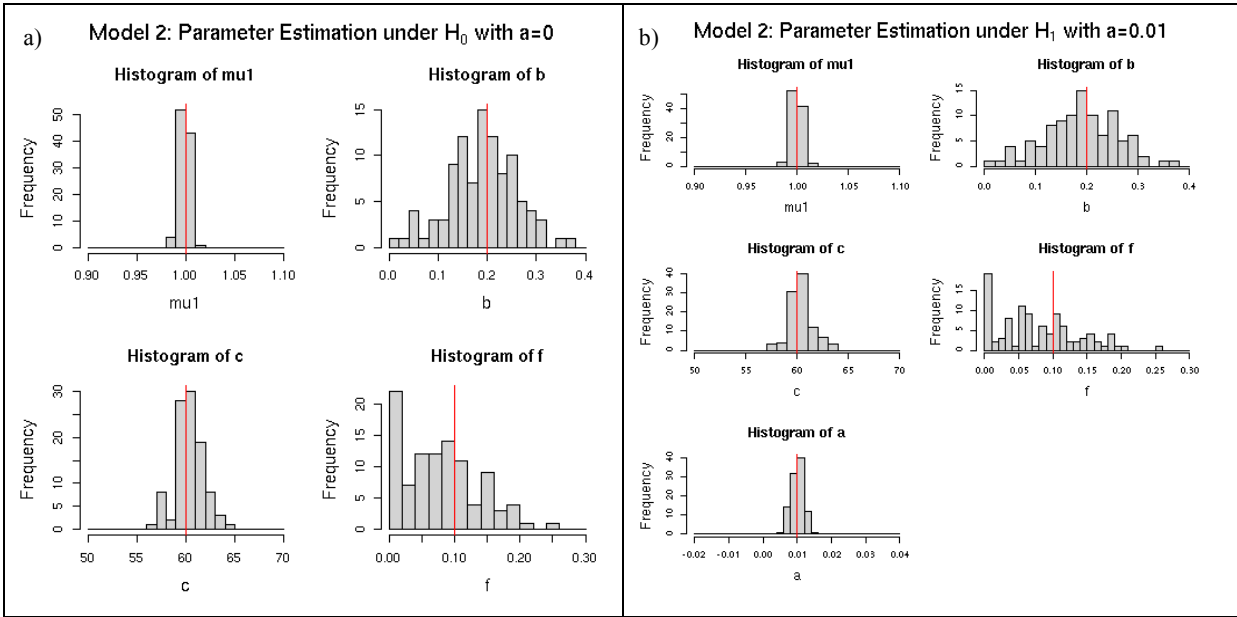 a) Model 2: Parameter Estimation under H₀ with a=0
Histogram of mu1
Frequency
0 10 20 30 40 50
0.90 0.95 1.00 1.05 1.10
mu1
Histogram of b
0 5 10 15
0.0 0.1 0.2 0.3 0.4
b
Histogram of c
Frequency
0 5 10 20 30
50 55 60 65 70
c
Histogram of f
Frequency
0 5 10 15 20
0.00 0.10 0.20 0.30
f
b) Model 2: Parameter Estimation under H₁ with a=0.01
Histogram of mu1
Frequency
0 20 40
0.90 0.95 1.00 1.05 1.10
mu1
Histogram of b
Frequency
0 5 10 15
0.0 0.1 0.2 0.3 0.4
b
Histogram of c
Frequency
0 10 20 30 40
50 55 60 65 70
c
Histogram of f
Frequency
0 5 10 15
0.00 0.05 0.10 0.15 0.20 0.25 0.30
f
Histogram of a
Frequency
0 10 20 30 40
-0.02 -0.01 0.00 0.01 0.02 0.03 0.04
a